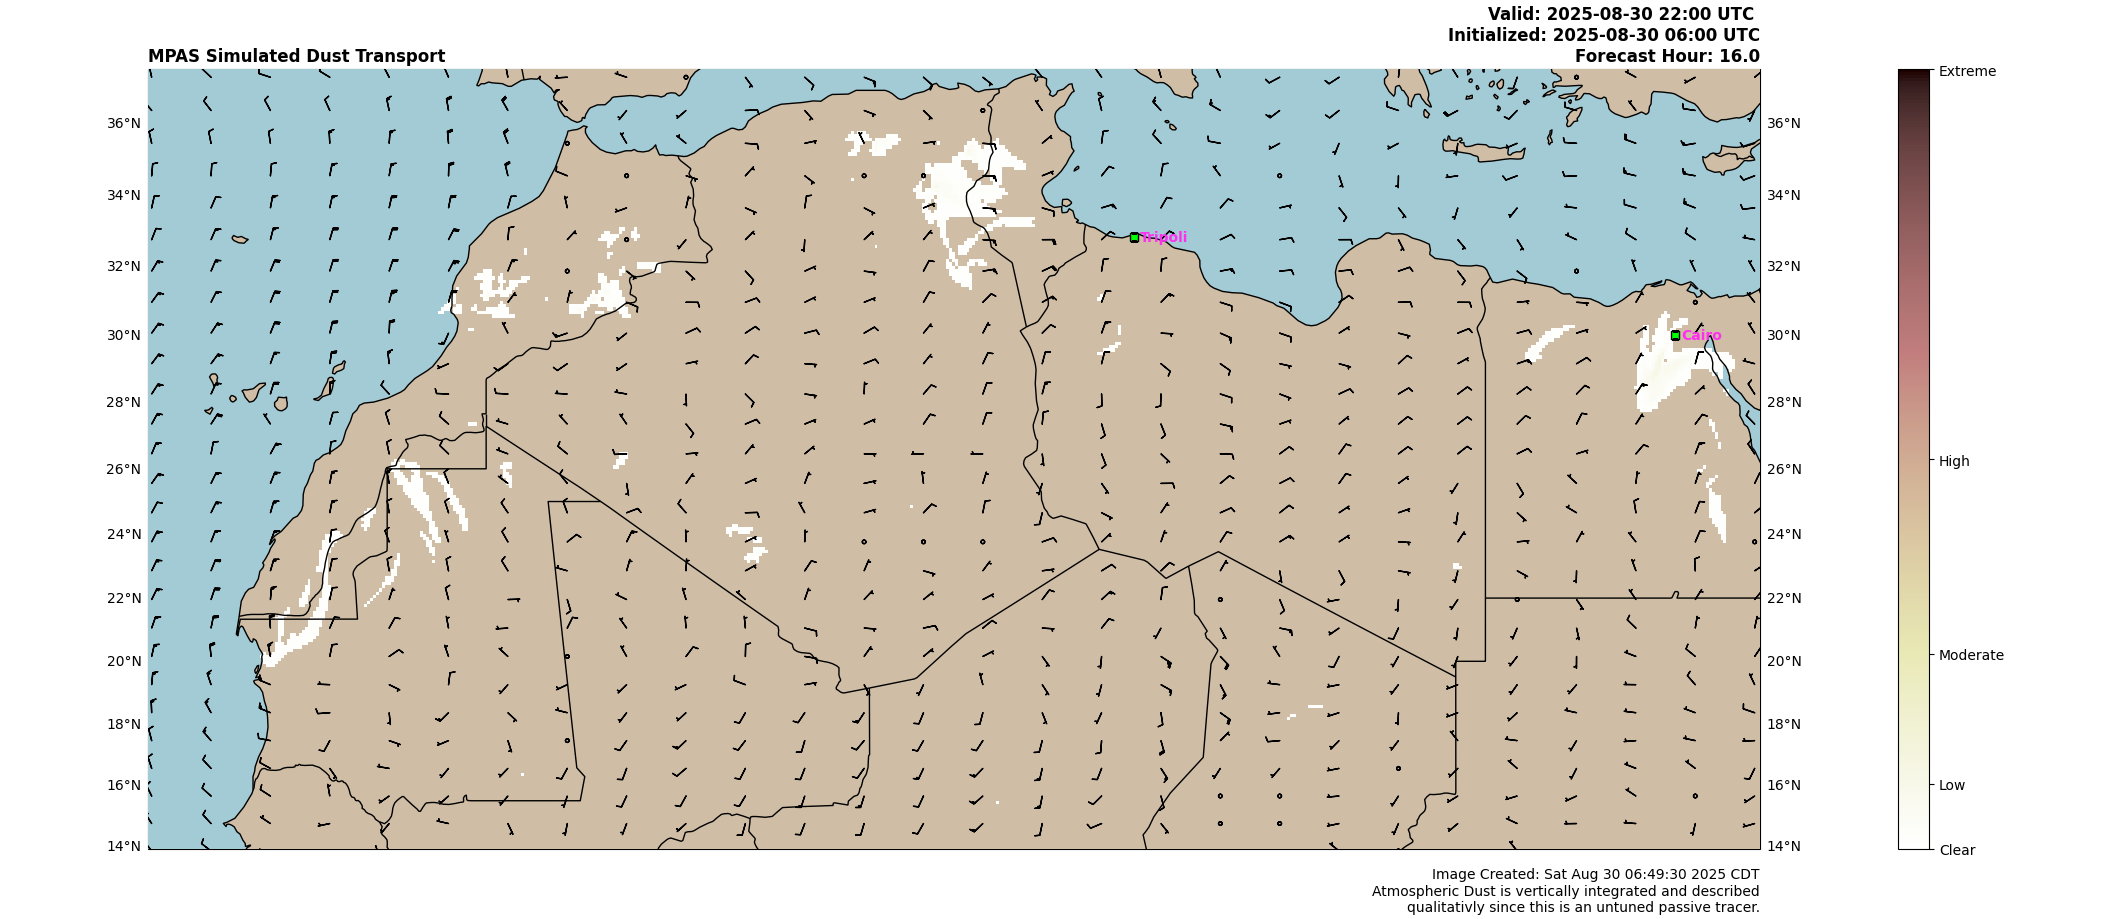 Valid: 2025-08-30 22:00 UTC
Initialized: 2025-08-30 06:00 UTC
MPAS Simulated Dust Transport
Forecast Hour: 16.0
Extreme
36°N
36°N
34°N
34°N
Tripoli
32°N
32°N
30°N
Cairo
30°N
28°N
28°N
High
26°N
26°N
24°N
24°N
22°N
22°N
Moderate
20°N
20°N
18°N
18°N
16°N
16°N
Low
14°N
14°N
Clear
Image Created: Sat Aug 30 06:49:30 2025 CDT
Atmospheric Dust is vertically integrated and described
qualitativly since this is an untuned passive tracer.